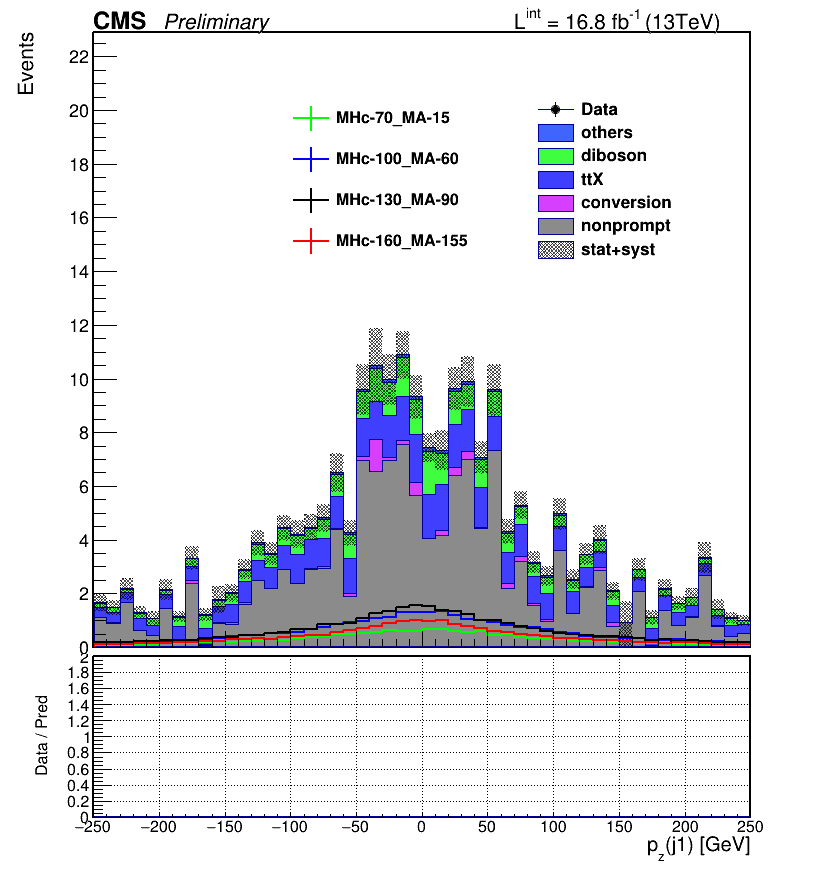 CMS Preliminary
L^int = 16.8 fb^-1 (13TeV)
Events
22
20
18
16
14
12
10
8
6
4
2
0
MHc-70_MA-15
MHc-100_MA-60
MHc-130_MA-90
MHc-160_MA-155
Data
others
diboson
ttX
conversion
nonprompt
stat+syst
Data / Pred
2
1.8
1.6
1.4
1.2
1
0.8
0.6
0.4
0.2
0
−250 −200 −150 −100 −50 0 50 100 150 200 250
p_z(j1) [GeV]